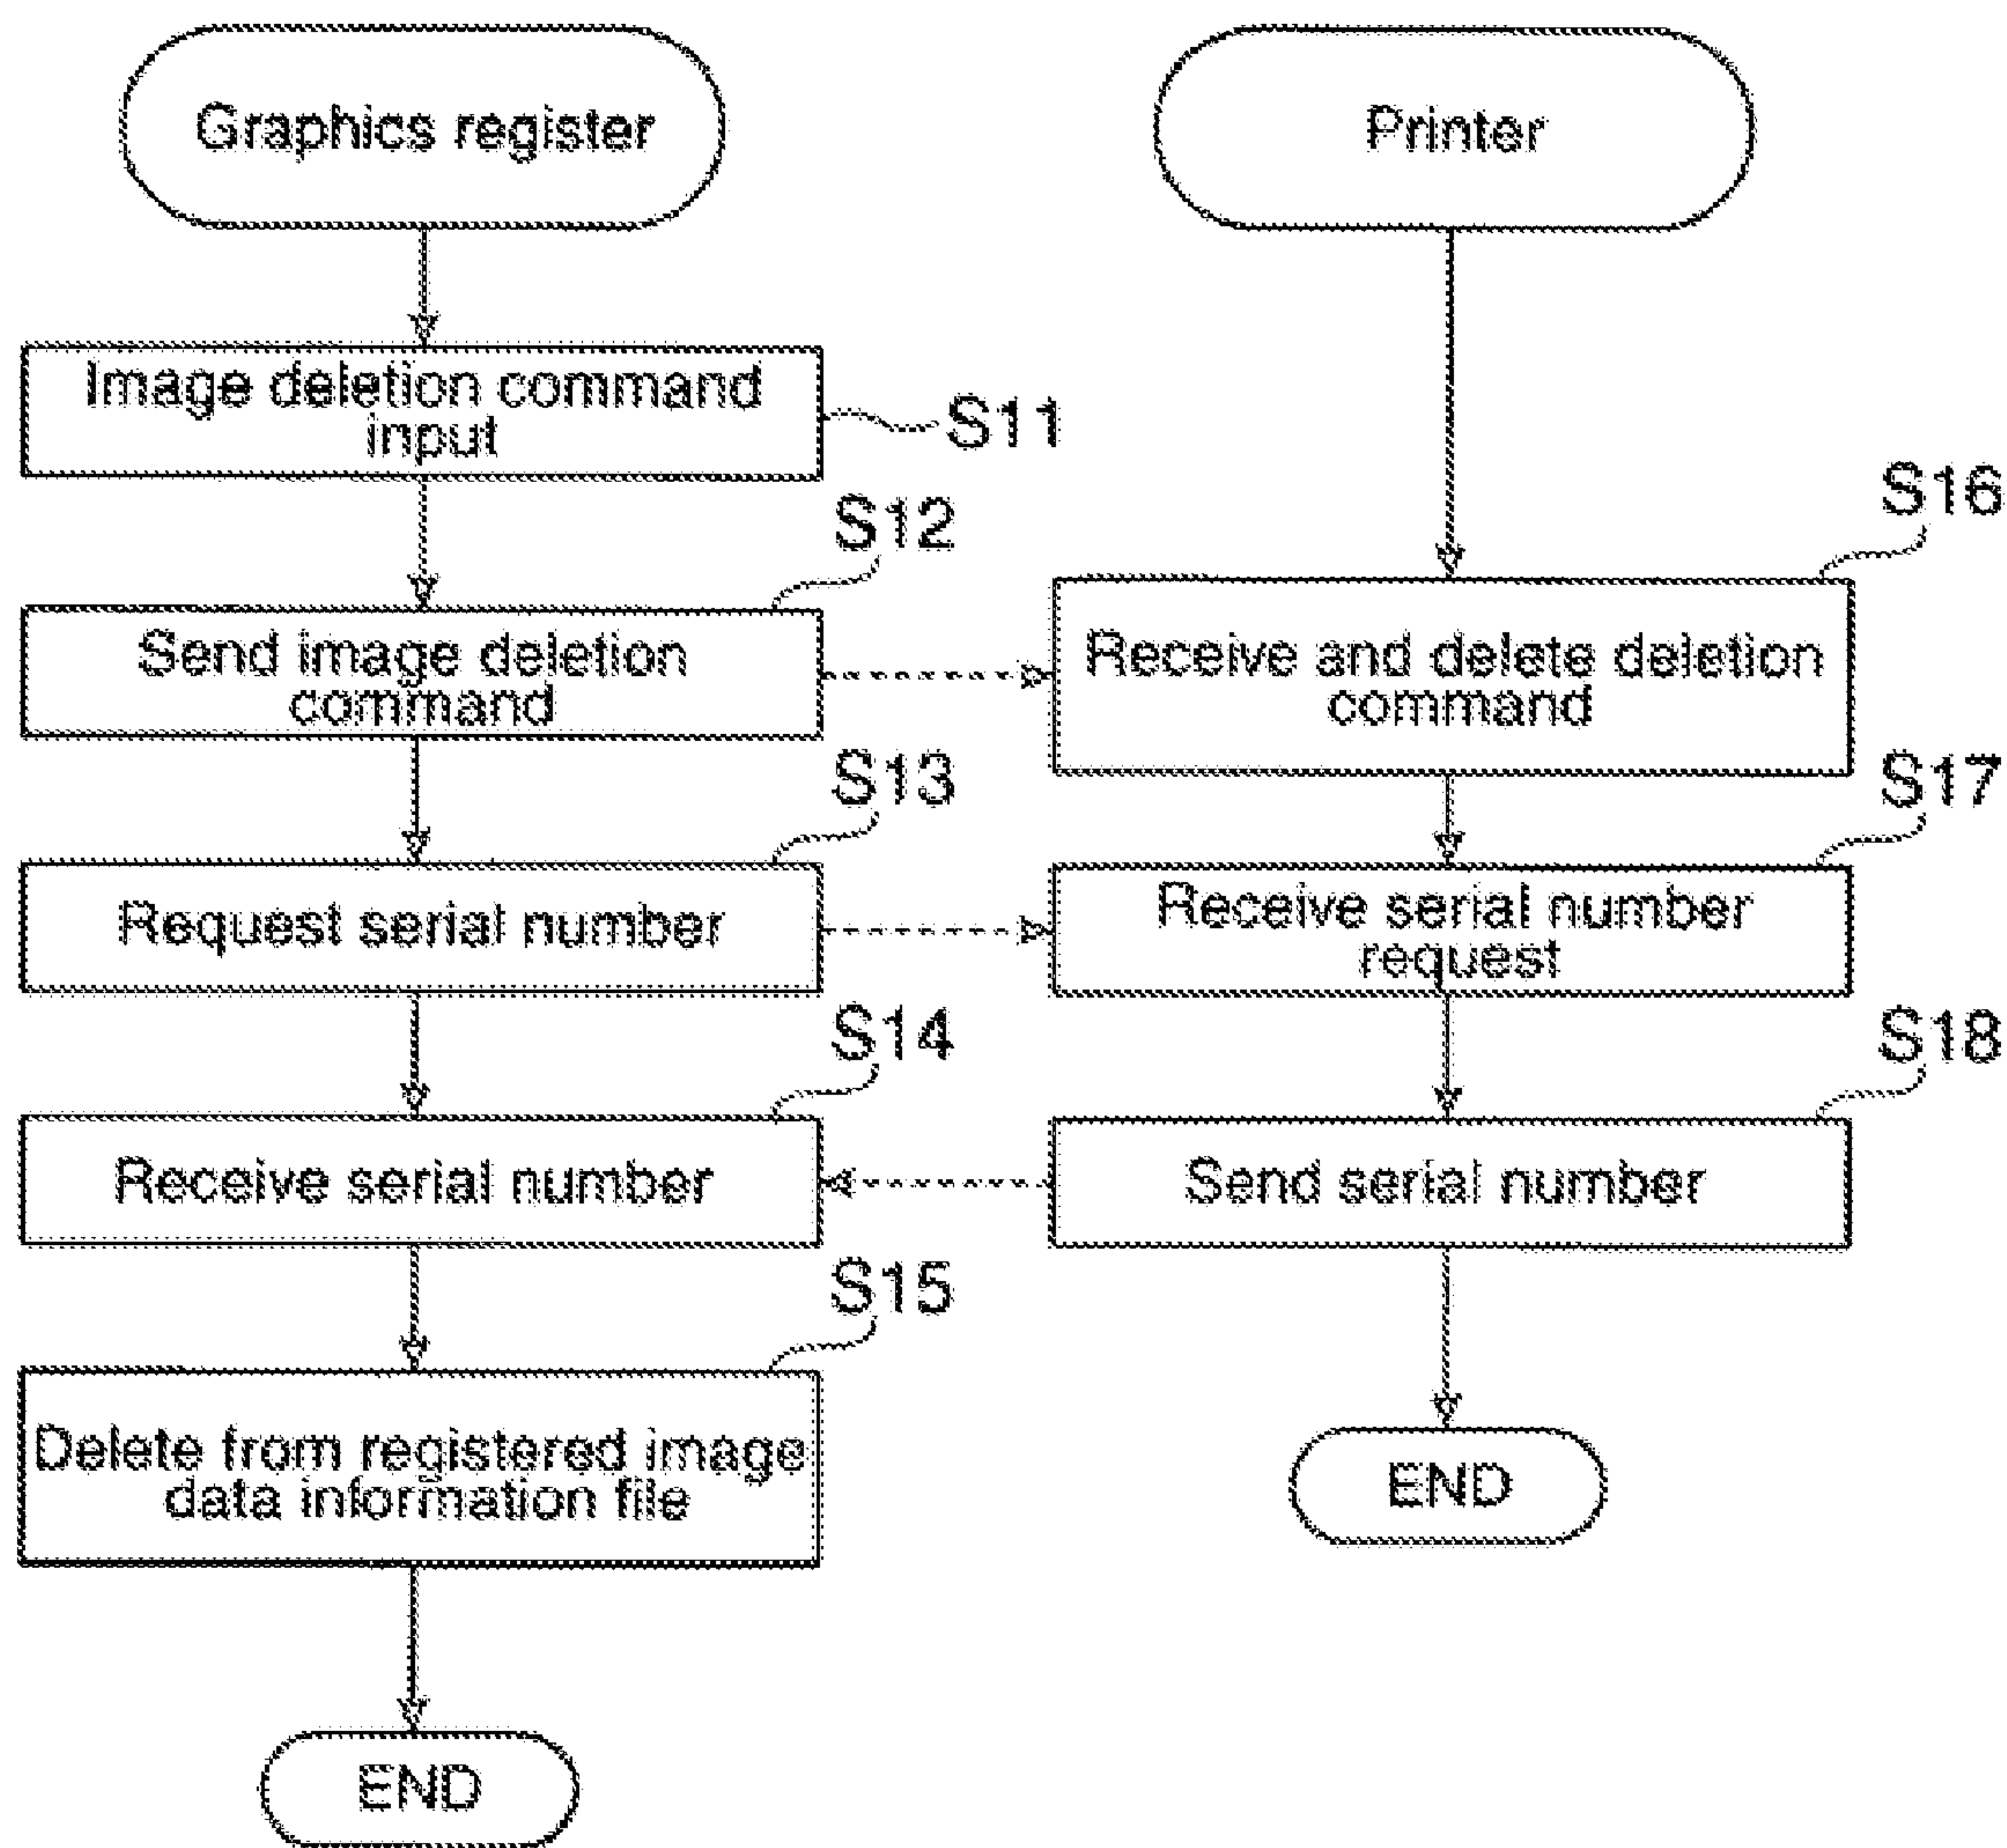 Graphics register
Printer
Image deletion command
input
S11
S12
S16
Send image deletion
command
Receive and delete deletion
command
S13
S17
Request serial number
Receive serial number
request
S14
S18
Receive serial number
Send serial number
S15
Delete from registered image
data information file
END
END